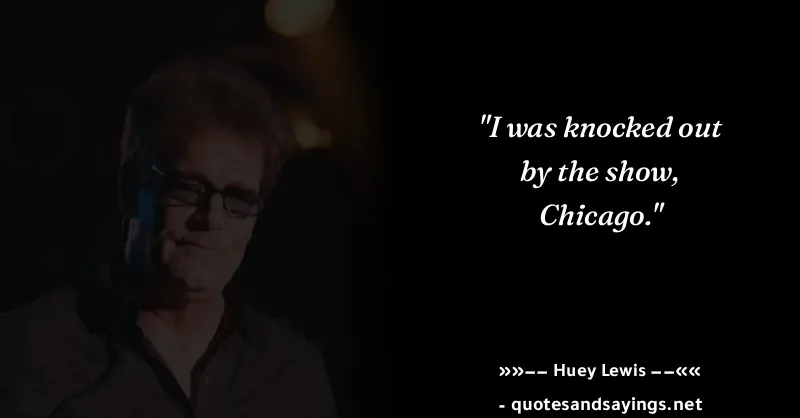 "I was knocked out
by the show,
Chicago."
»»−− Huey Lewis −−««
- quotesandsayings.net